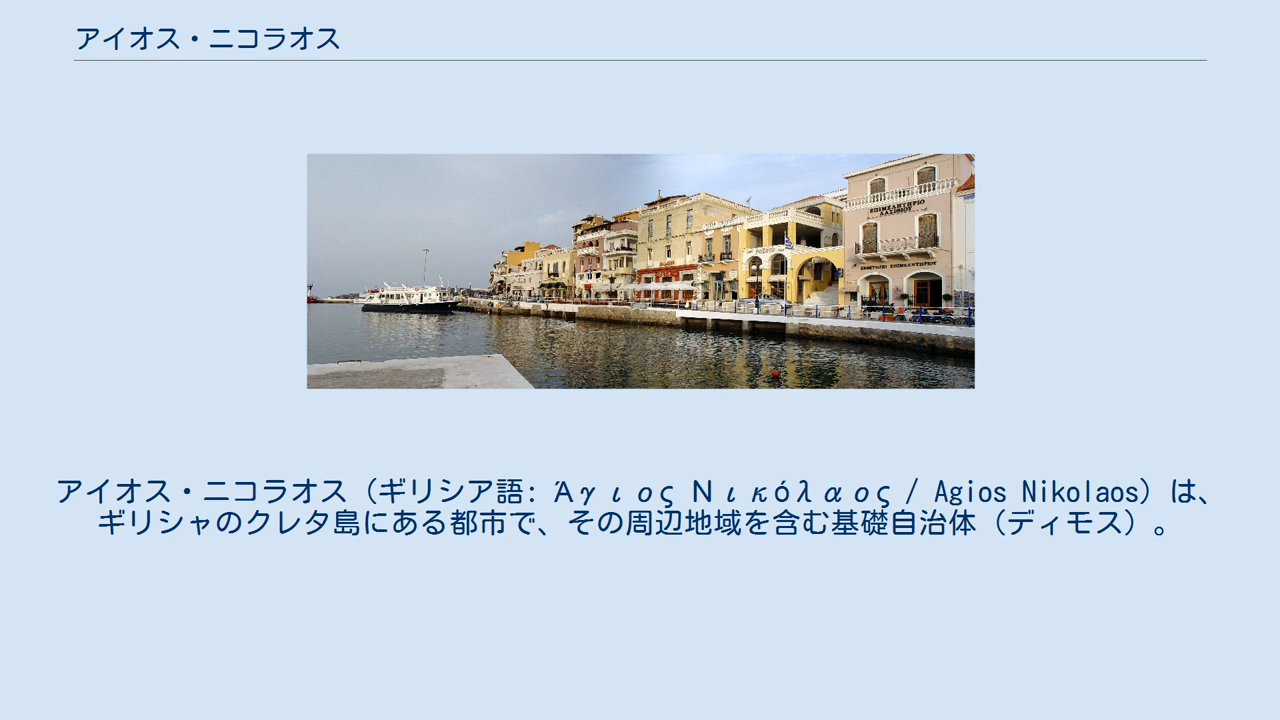 アイオス・ニコラオス
ΕΠΙΜΕΛΗΤΗΡΙΟ
ΛΑΣΙΘΙΟΥ
アイオス・ニコラオス（ギリシア語: Άγιος Νικόλαος / Agios Nikolaos）は、
ギリシャのクレタ島にある都市で、その周辺地域を含む基礎自治体（ディモス）。